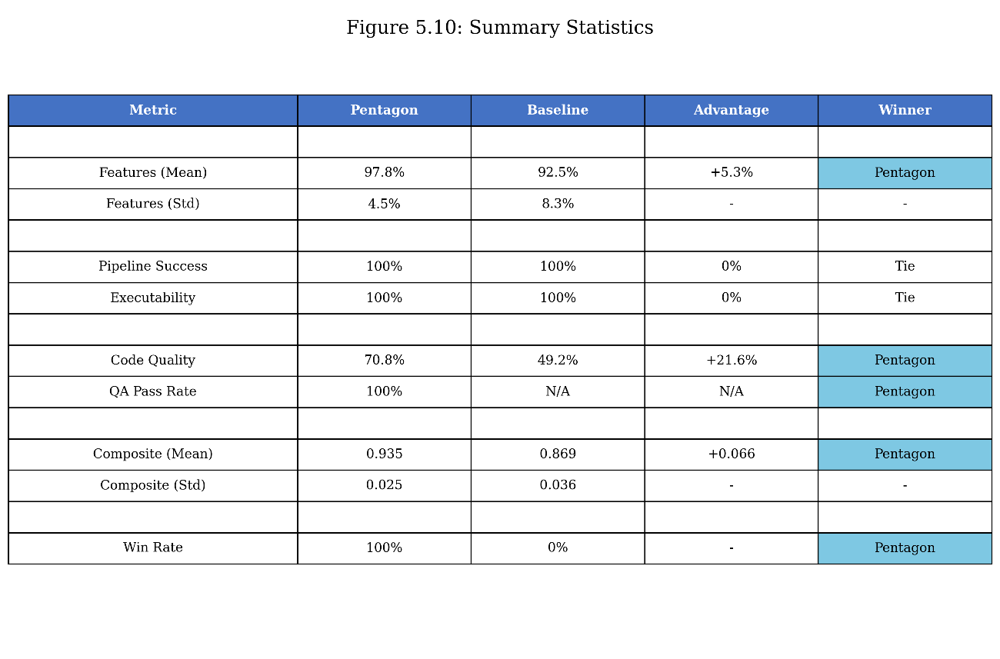 Figure 5.10: Summary Statistics
Metric Pentagon Baseline Advantage Winner
Features (Mean) 97.8% 92.5% +5.3% Pentagon
Features (Std) 4.5% 8.3% - -
Pipeline Success 100% 100% 0% Tie
Executability 100% 100% 0% Tie
Code Quality 70.8% 49.2% +21.6% Pentagon
QA Pass Rate 100% N/A N/A Pentagon
Composite (Mean) 0.935 0.869 +0.066 Pentagon
Composite (Std) 0.025 0.036 - -
Win Rate 100% 0% - Pentagon